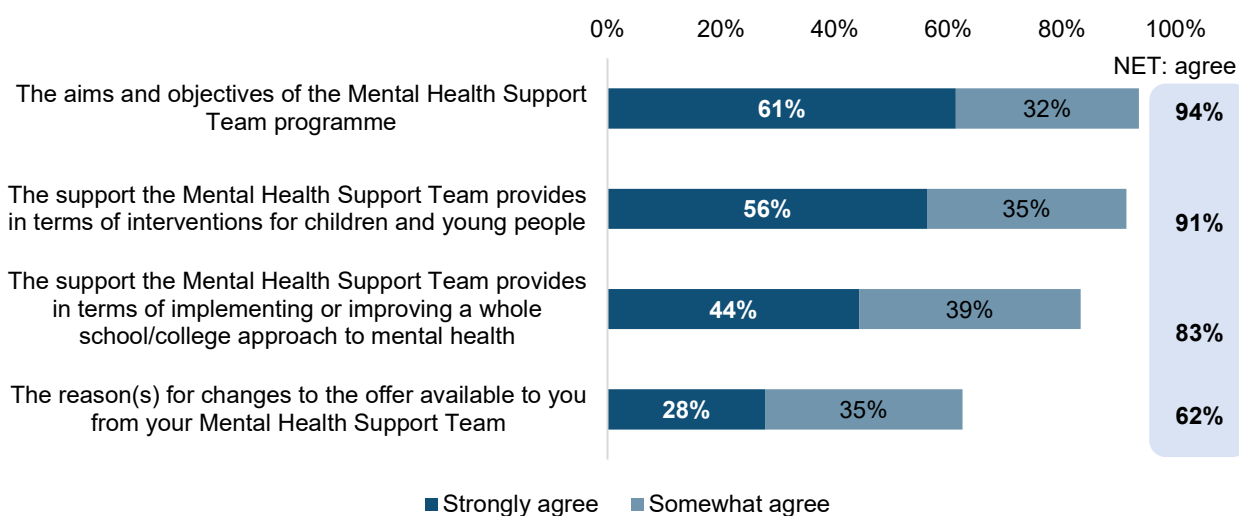 0% 20% 40% 60% 80% 100%
NET: agree
The aims and objectives of the Mental Health Support
Team programme
61% 32% 94%
The support the Mental Health Support Team provides
in terms of interventions for children and young people
56% 35% 91%
The support the Mental Health Support Team provides
in terms of implementing or improving a whole
school/college approach to mental health
44% 39% 83%
The reason(s) for changes to the offer available to you
from your Mental Health Support Team
28% 35% 62%
Strongly agree Somewhat agree